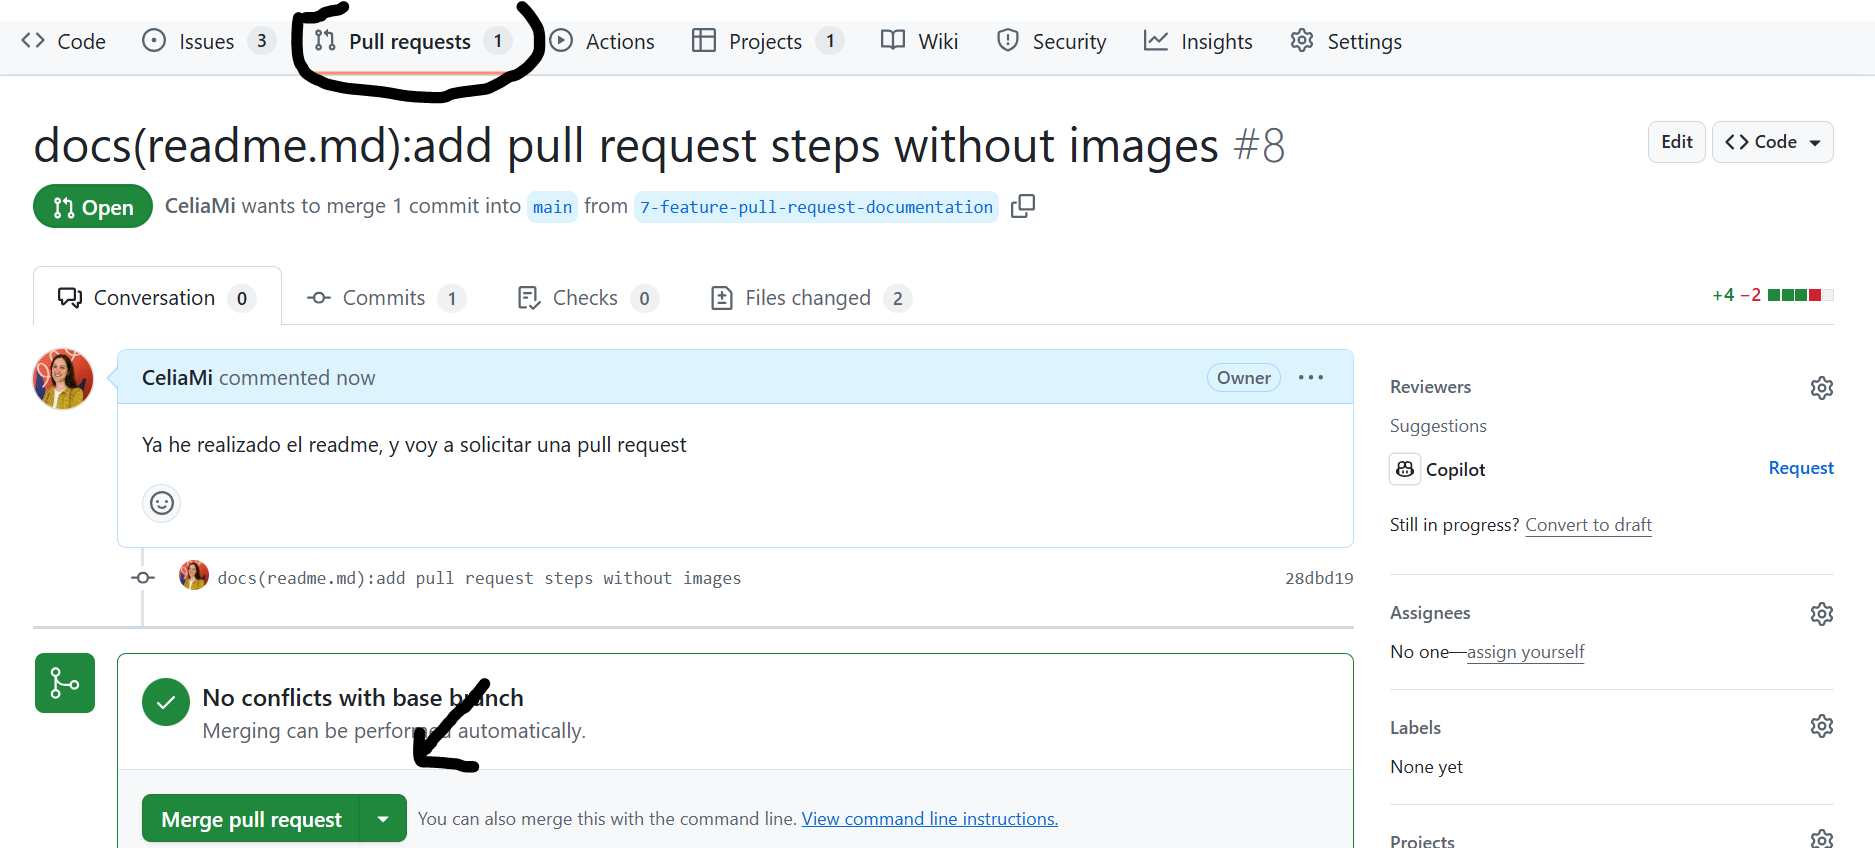 Code Issues 3 Pull requests 1 Actions Projects 1 Wiki Security Insights Settings
docs(readme.md):add pull request steps without images #8
Edit Code
Open CeliaMi wants to merge 1 commit into main from 7-feature-pull-request-documentation
Conversation 0 Commits 1 Checks 0 Files changed 2
+4 −2
CeliaMi commented now
Owner
Ya he realizado el readme, y voy a solicitar una pull request
docs(readme.md):add pull request steps without images 28dbd19
No conflicts with base branch
Merging can be performed automatically.
Merge pull request You can also merge this with the command line. View command line instructions.
Reviewers
Suggestions
Copilot Request
Still in progress? Convert to draft
Assignees
No one—assign yourself
Labels
None yet
Projects